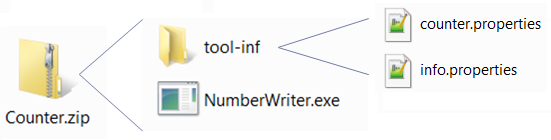 counter.properties
tool-inf
info.properties
NumberWriter.exe
Counter.zip